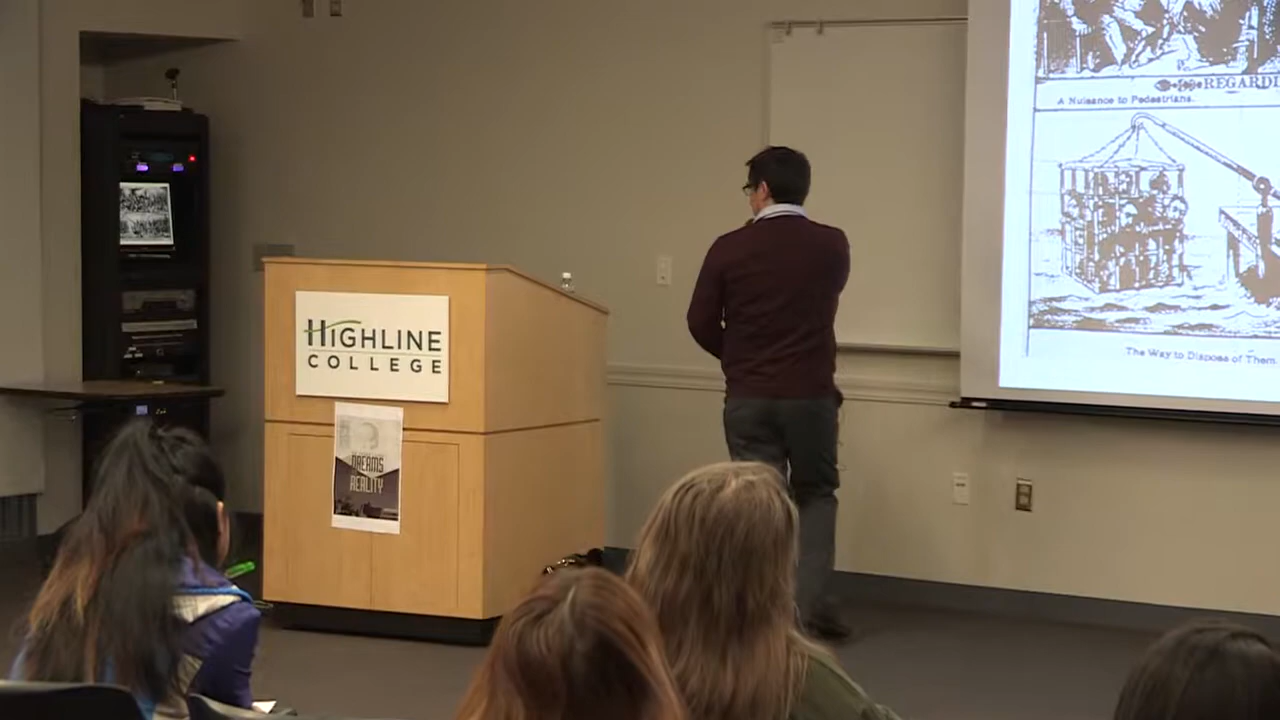 REGARDI
A Nuisance to Pedestrians.
The Way to Dispose of Them.
HIGHLINE
COLLEGE
DREAMS
REALITY